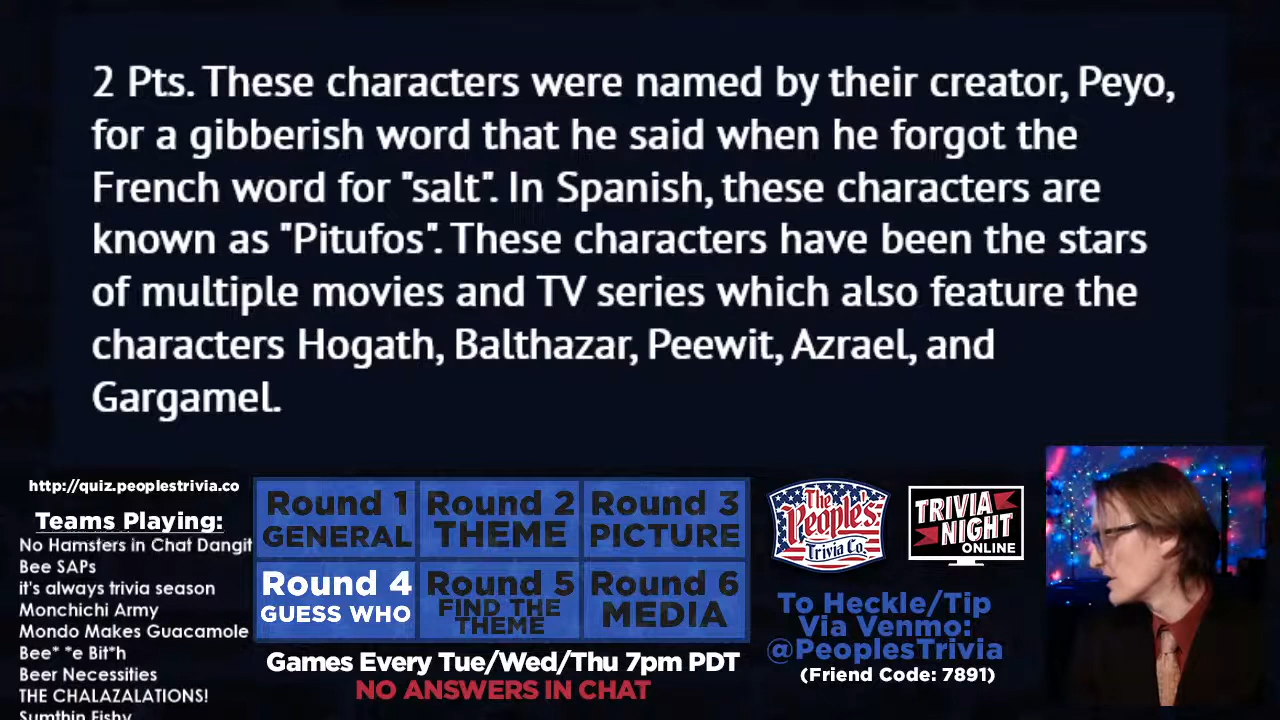 2 Pts. These characters were named by their creator, Peyo,
for a gibberish word that he said when he forgot the
French word for "salt". In Spanish, these characters are
known as "Pitufos". These characters have been the stars
of multiple movies and TV series which also feature the
characters Hogath, Balthazar, Peewit, Azrael, and
Gargamel.
http://quiz.peoplestrivia.co
Teams Playing:
No Hamsters in Chat Dangit
Bee SAPs
it's always trivia season
Monchichi Army
Mondo Makes Guacamole
Bee* *e Bit*h
Beer Necessities
THE CHALAZALATIONS!
Sumthin Fishy
Round 1
GENERAL
Round 2
THEME
Round 3
PICTURE
Round 4
GUESS WHO
Round 5
FIND THE
THEME
Round 6
MEDIA
Games Every Tue/Wed/Thu 7pm PDT
NO ANSWERS IN CHAT
The
People's
Trivia Co.
TRIVIA
NIGHT
ONLINE
To Heckle/Tip
Via Venmo:
@PeoplesTrivia
(Friend Code: 7891)